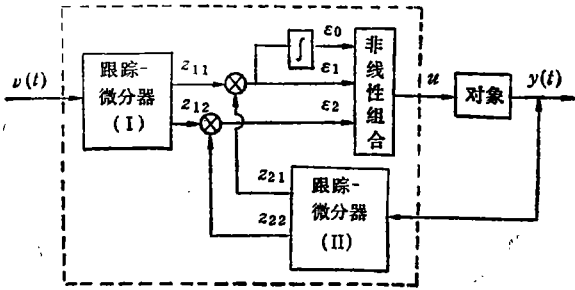 ν(t)
跟踪-
微分器
(I)
z11
z12
∫
ε0
ε1
ε2
非
线
性
组
合
u
对象
y(t)
z21
z22
跟踪-
微分器
(II)